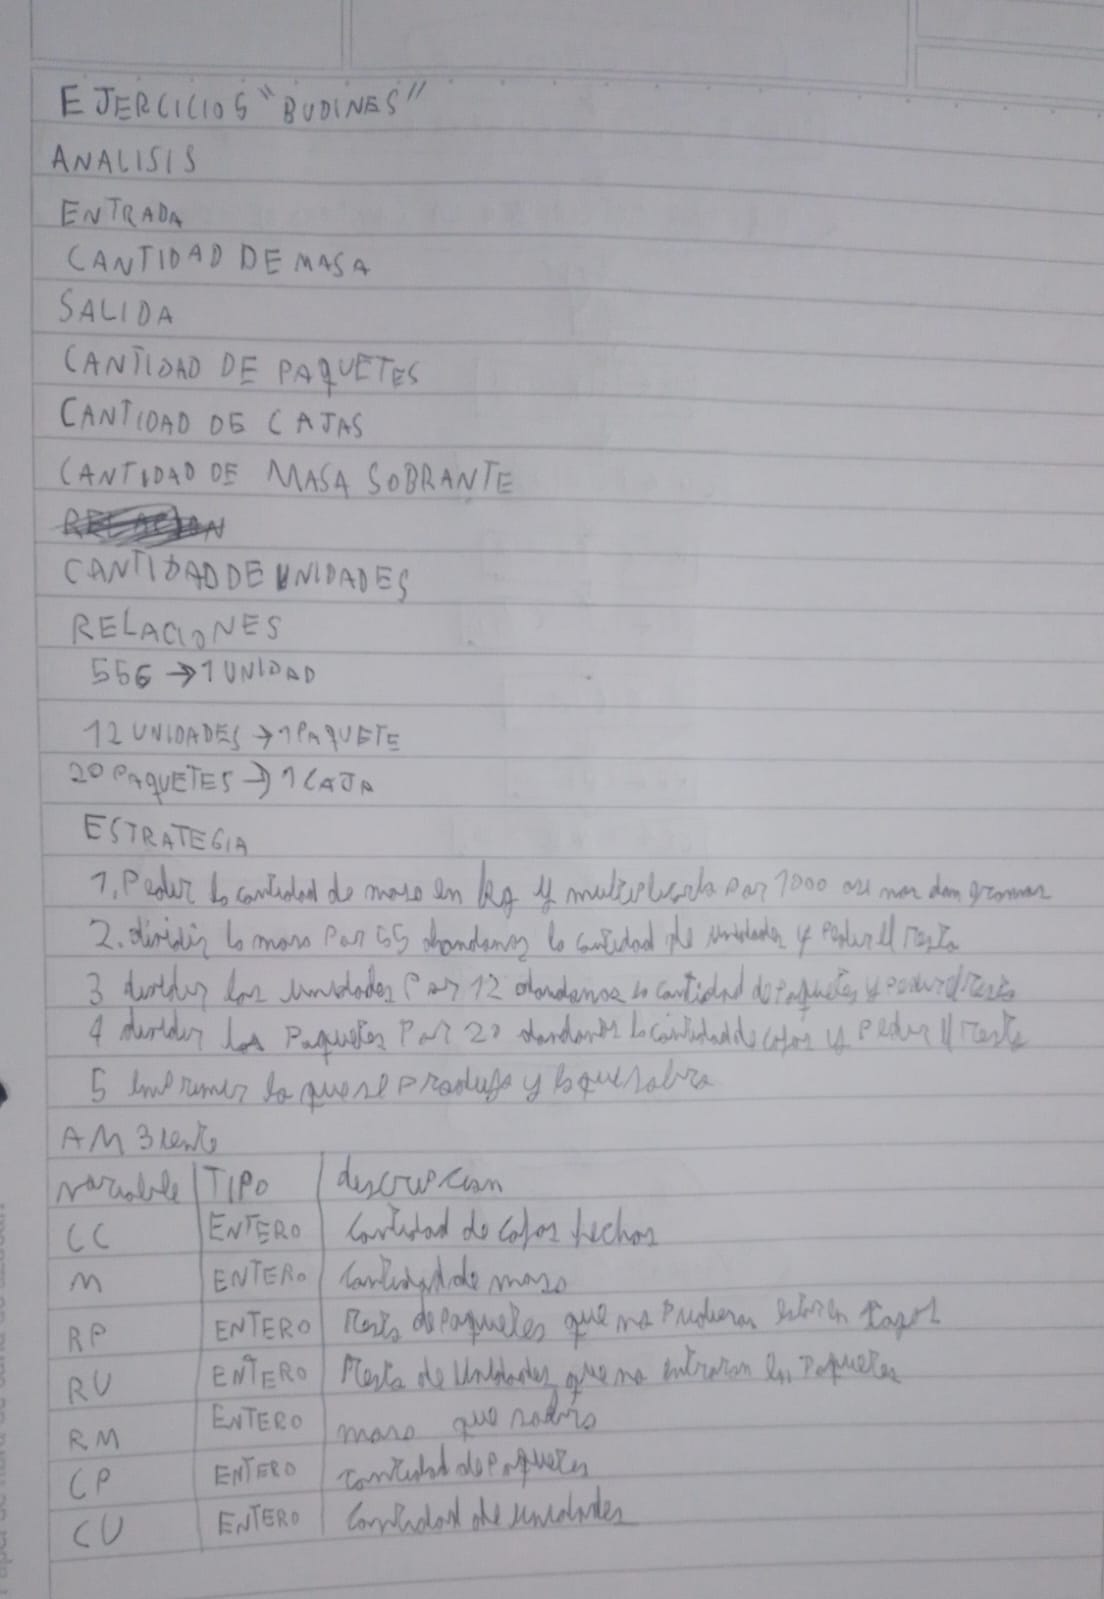 EJERCICIOS "BUDINES"
ANALISIS
ENTRADA
CANTIDAD DE MASA
SALIDA
CANTIDAD DE PAQUETES
CANTIDAD DE CAJAS
CANTIDAD DE MASA SOBRANTE
RELACION
CANTIDAD DE UNIDADES
RELACIONES
55G → 1 UNIDAD
12 UNIDADES → 1 PAQUETE
20 PAQUETES → 1 CAJA
ESTRATEGIA
1. Pedir la cantidad de masa en kg y multiplicarla por 1000 asi nos dan gramos
2. dividir la masa por 55 dandonos la cantidad de unidades y pedir el resto
3 dividir las unidades por 12 dandonos la cantidad de paquetes y pedir el resto
4 dividir los paquetes por 20 dandonos la cantidad de cajas y pedir el resto
5 imprimir lo que se produjo y lo que sobra
AMBiente
variable TIPO descripcion
CC ENTERO Cantidad de cajas hechas
M ENTERO Cantidad de masa
RP ENTERO Resto de paquetes que no pudieron en
RU ENTERO Resto de Unidades que no entraron en paquetes
RM ENTERO masa que sobró
CP ENTERO cantidad de paquetes
CU ENTERO Cantidad de unidades